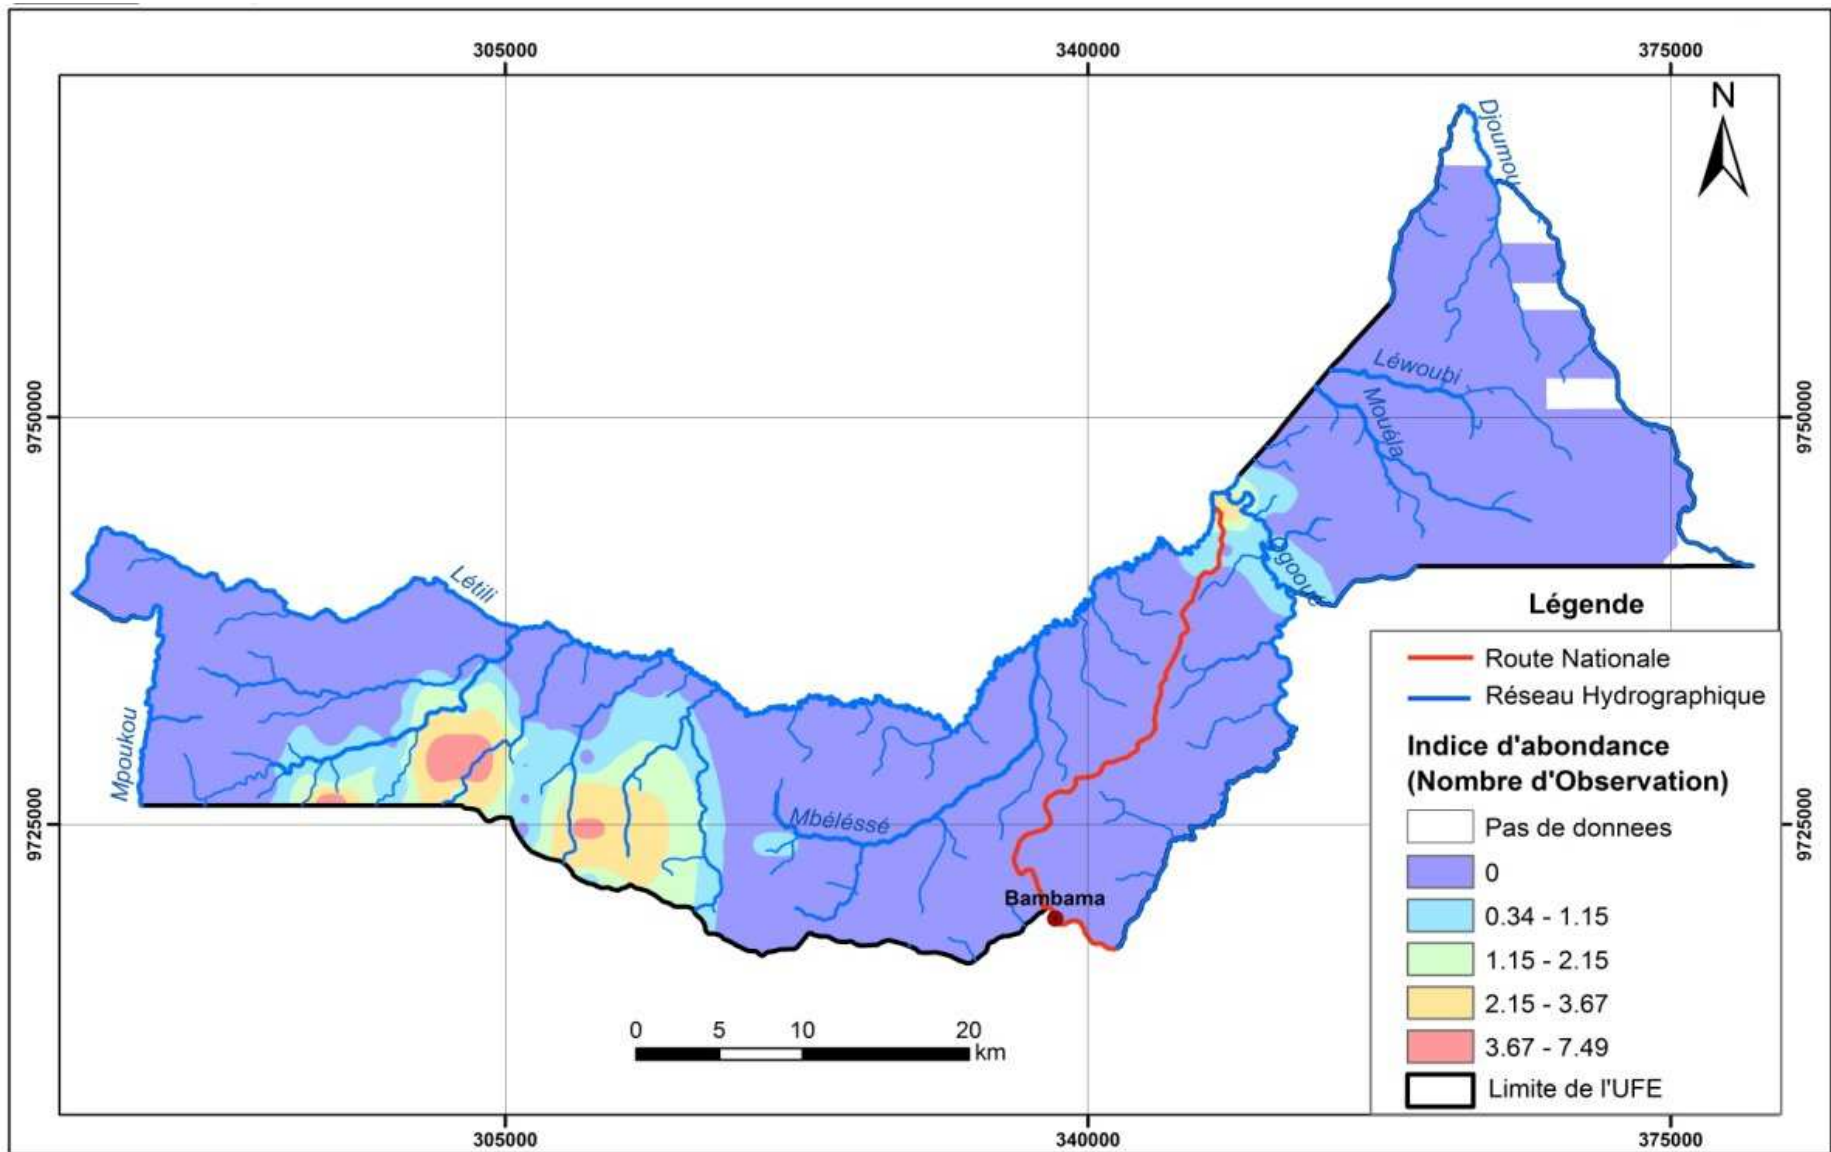 305000
340000
375000
N
Djoumou
Léwoubi
Mouéla
9750000
9750000
Ogooué
Létili
Mpoukou
Mbéléssé
9725000
9725000
Bambama
0 5 10 20
km
Légende
Route Nationale
Réseau Hydrographique
Indice d'abondance
(Nombre d'Observation)
Pas de donnees
0
0.34 - 1.15
1.15 - 2.15
2.15 - 3.67
3.67 - 7.49
Limite de l'UFE
305000
340000
375000